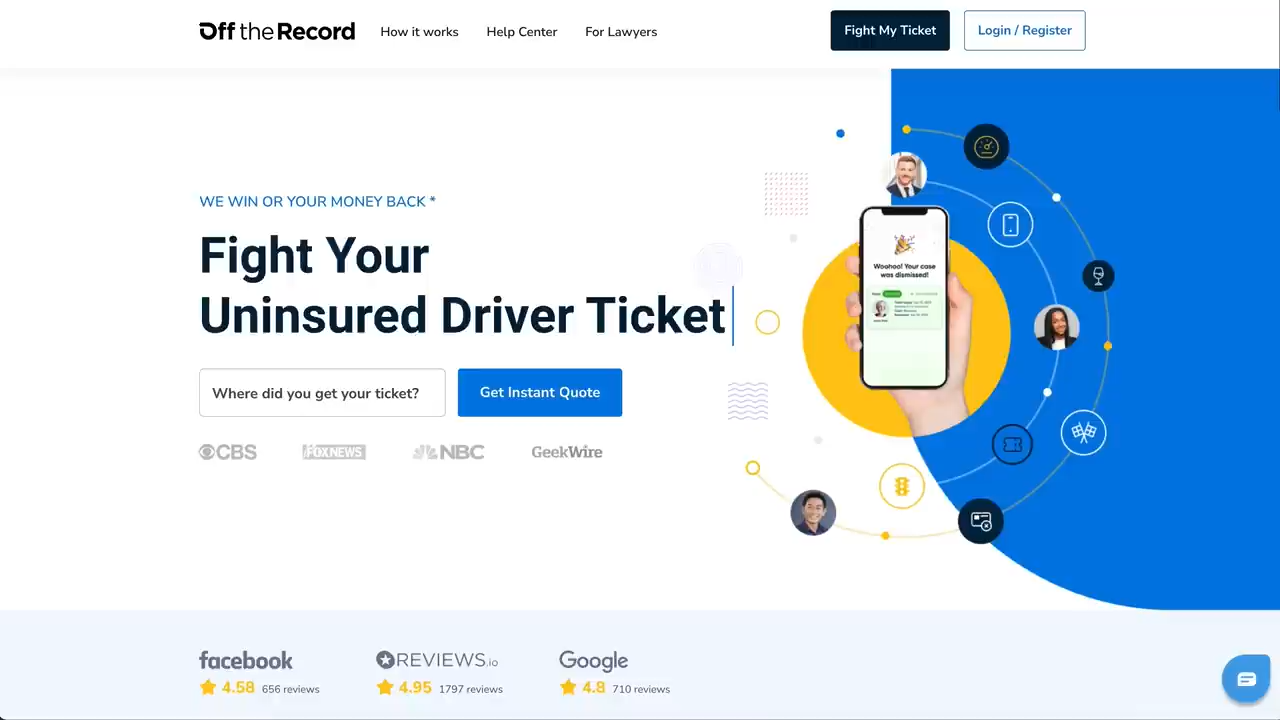 Off the Record
How it works
Help Center
For Lawyers
Fight My Ticket
Login / Register
WE WIN OR YOUR MONEY BACK *
Fight Your
Uninsured Driver Ticket
Where did you get your ticket?
Get Instant Quote
CBS
FOX NEWS
NBC
GeekWire
Woohoo! Your case
was dismissed!
facebook
4.58 656 reviews
REVIEWS.io
4.95 1797 reviews
Google
4.8 710 reviews